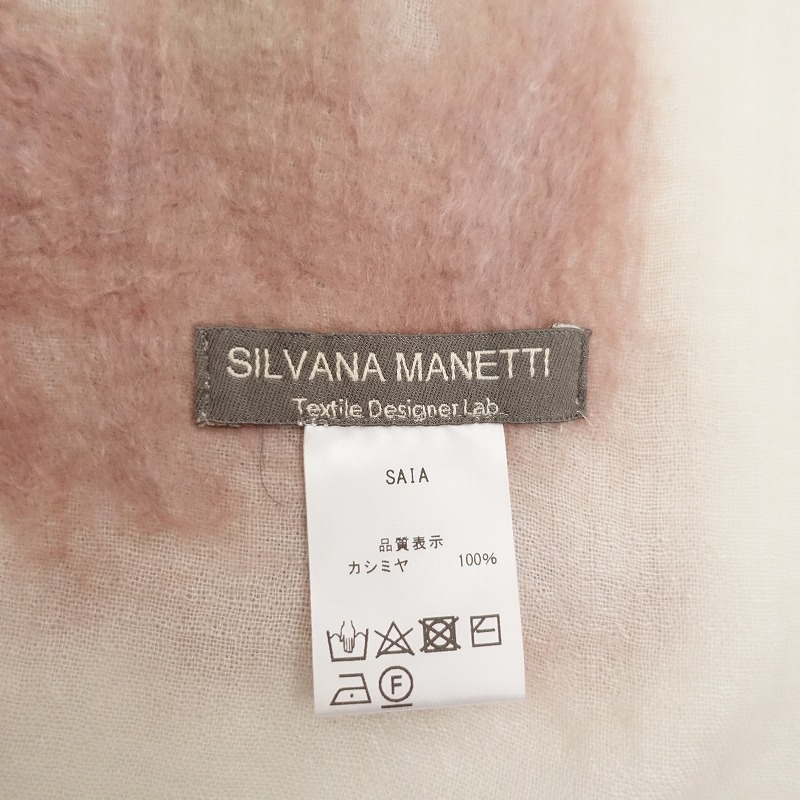 SILVANA MANETTI
Textile Designer Lab
SAIA
品質表示
カシミヤ 100%
F